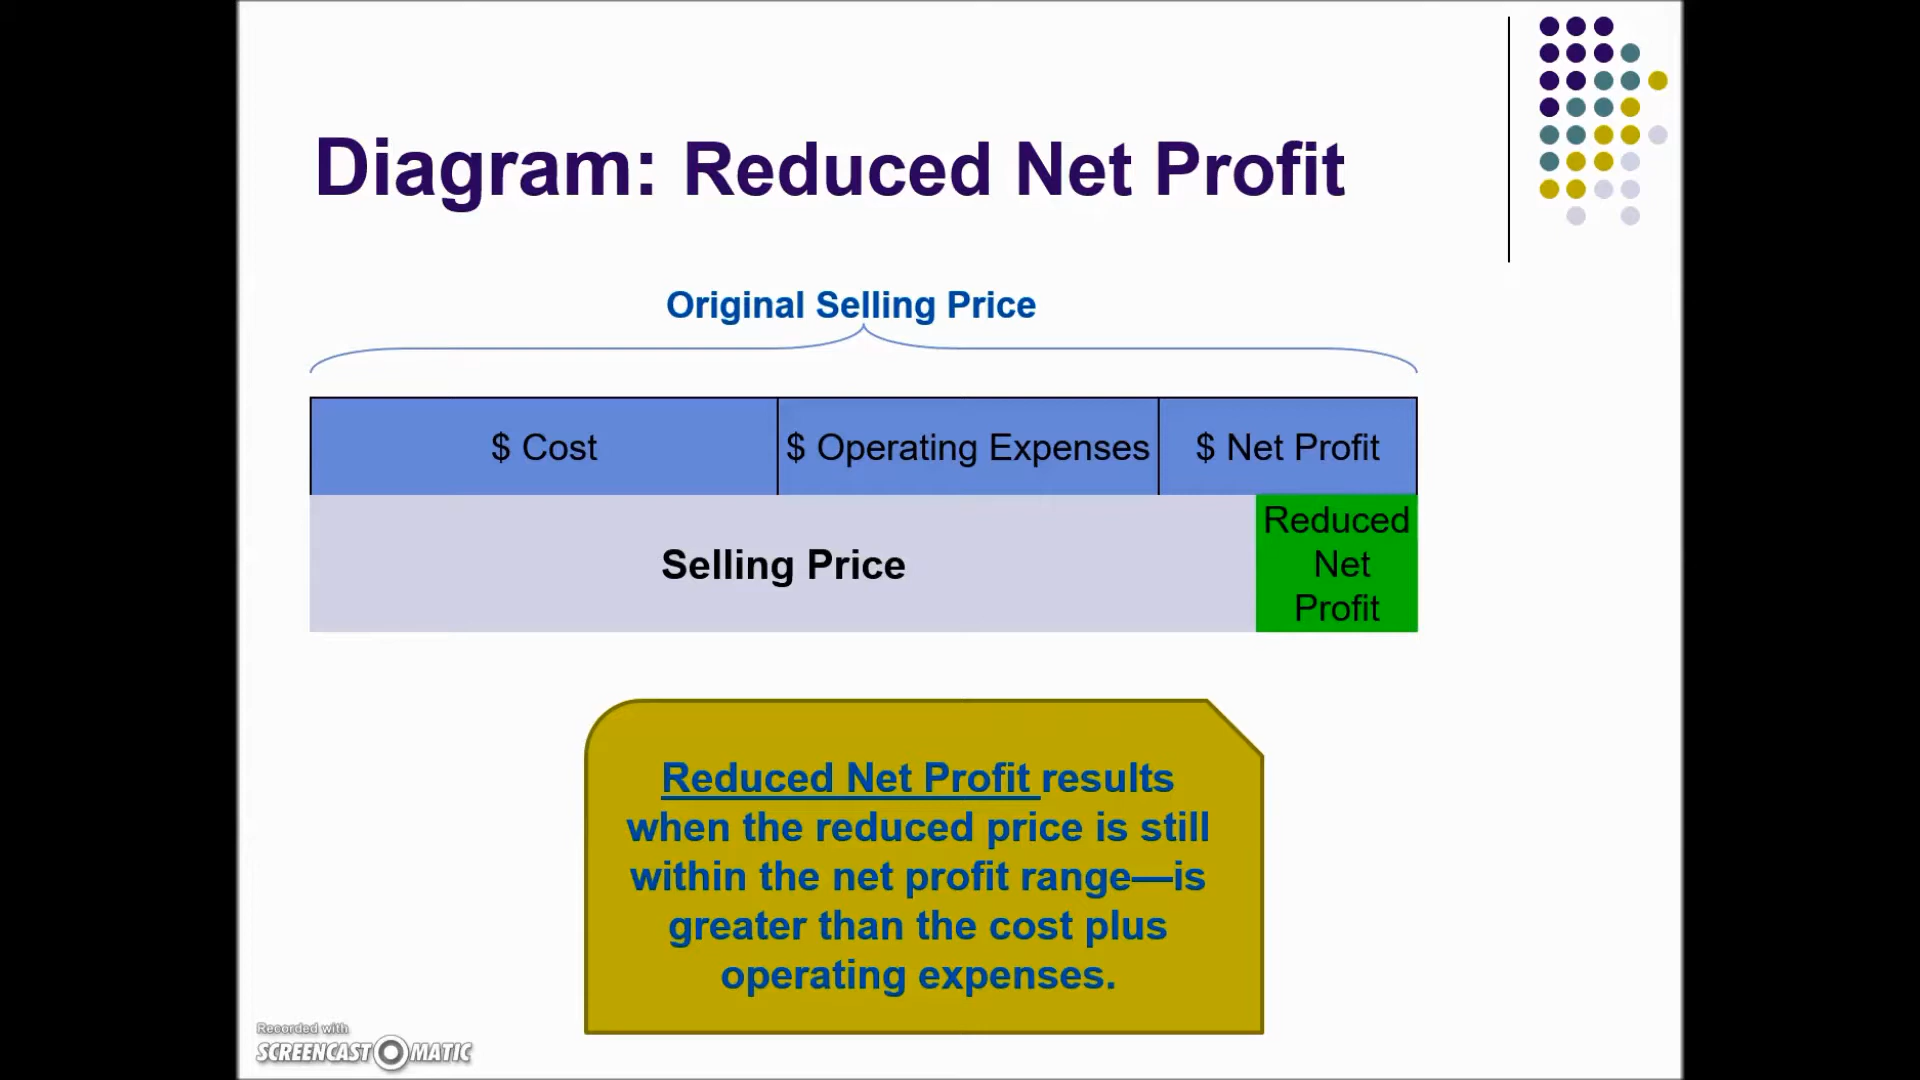 Diagram: Reduced Net Profit
Original Selling Price
$ Cost
$ Operating Expenses
$ Net Profit
Selling Price
Reduced
Net
Profit
Reduced Net Profit results
when the reduced price is still
within the net profit range—is
greater than the cost plus
operating expenses.
Recorded with
SCREENCAST O MATIC